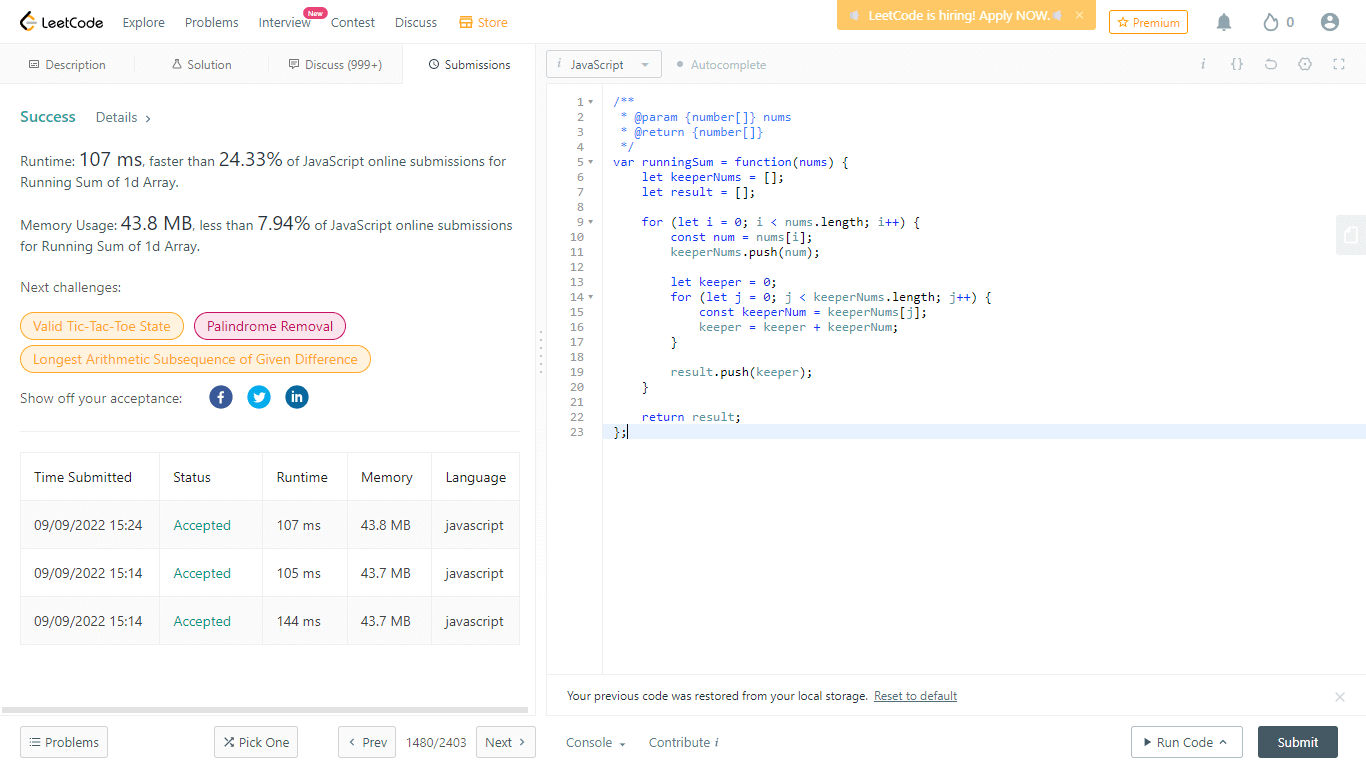 LeetCode Explore Problems Interview New Contest Discuss Store LeetCode is hiring! Apply NOW. × Premium 0
Description Solution Discuss (999+) Submissions
i JavaScript Autocomplete i {}
Success Details
Runtime: 107 ms, faster than 24.33% of JavaScript online submissions for
Running Sum of 1d Array.
Memory Usage: 43.8 MB, less than 7.94% of JavaScript online submissions
for Running Sum of 1d Array.
Next challenges:
Valid Tic-Tac-Toe State Palindrome Removal
Longest Arithmetic Subsequence of Given Difference
Show off your acceptance:
Time Submitted Status Runtime Memory Language
09/09/2022 15:24 Accepted 107 ms 43.8 MB javascript
09/09/2022 15:14 Accepted 105 ms 43.7 MB javascript
09/09/2022 15:14 Accepted 144 ms 43.7 MB javascript
1 /**
2 * @param {number[]} nums
3 * @return {number[]}
4 */
5 var runningSum = function(nums) {
6 let keeperNums = [];
7 let result = [];
8
9 for (let i = 0; i < nums.length; i++) {
10 const num = nums[i];
11 keeperNums.push(num);
12
13 let keeper = 0;
14 for (let j = 0; j < keeperNums.length; j++) {
15 const keeperNum = keeperNums[j];
16 keeper = keeper + keeperNum;
17 }
18
19 result.push(keeper);
20 }
21
22 return result;
23 };
Your previous code was restored from your local storage. Reset to default
Problems Pick One Prev 1480/2403 Next Console Contribute i Run Code Submit